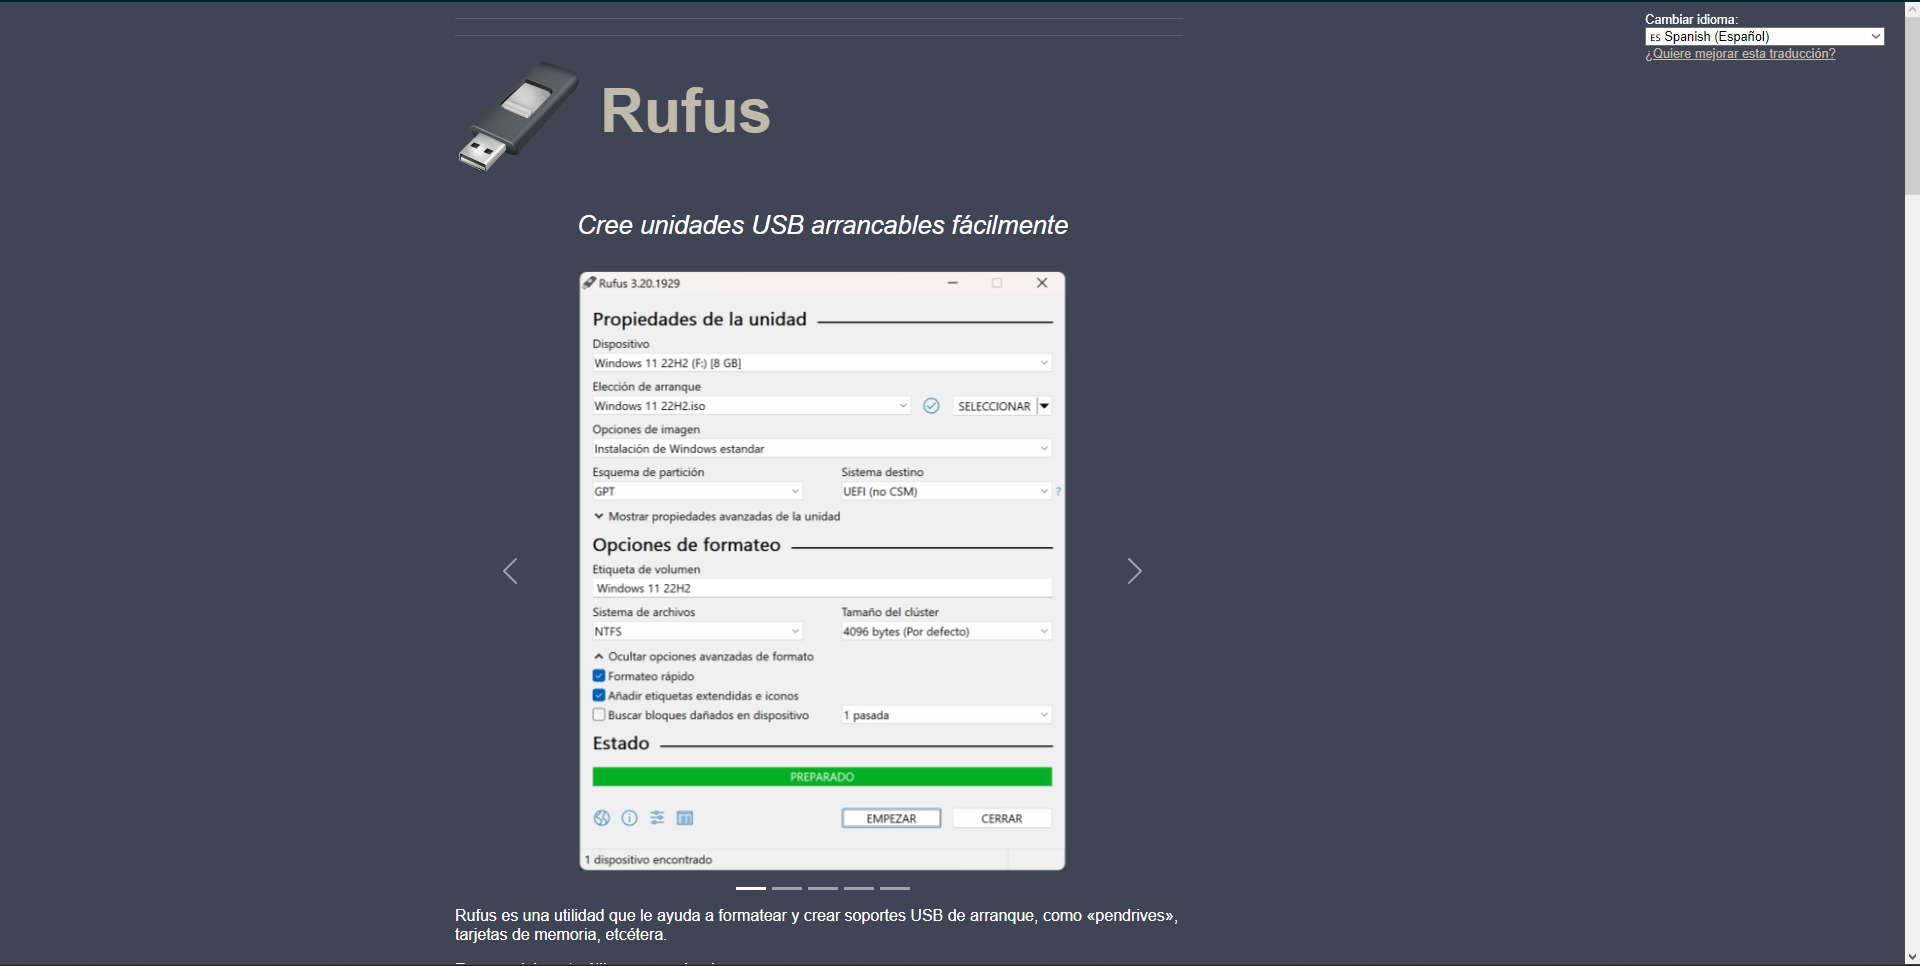 Cambiar idioma:
ES Spanish (Español)
¿Quiere mejorar esta traducción?
Rufus
Cree unidades USB arrancables fácilmente
Rufus 3.20.1929
Propiedades de la unidad
Dispositivo
Windows 11 22H2 (F:) [8 GB]
Elección de arranque
Windows 11 22H2.iso
SELECCIONAR
Opciones de imagen
Instalación de Windows estandar
Esquema de partición
Sistema destino
GPT
UEFI (no CSM)
?
Mostrar propiedades avanzadas de la unidad
Opciones de formateo
Etiqueta de volumen
Windows 11 22H2
Sistema de archivos
Tamaño del clúster
NTFS
4096 bytes (Por defecto)
Ocultar opciones avanzadas de formato
Formateo rápido
Añadir etiquetas extendidas e iconos
Buscar bloques dañados en dispositivo
1 pasada
Estado
PREPARADO
EMPEZAR
CERRAR
1 dispositivo encontrado
Rufus es una utilidad que le ayuda a formatear y crear soportes USB de arranque, como «pendrives»,
tarjetas de memoria, etcétera.